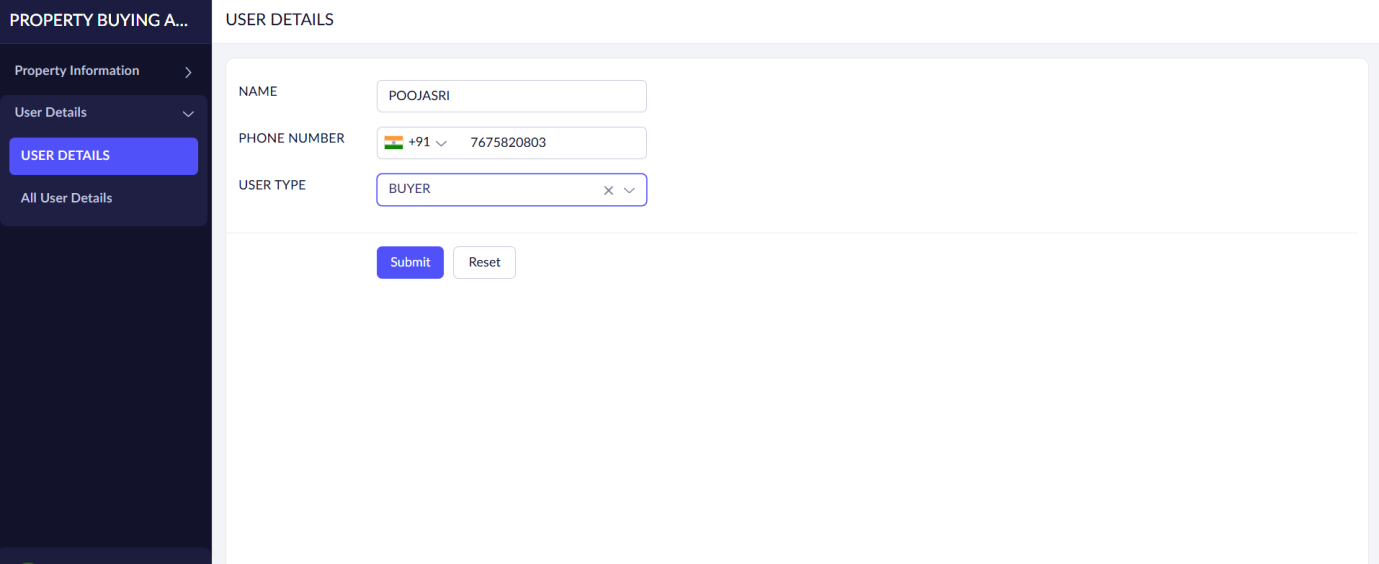 PROPERTY BUYING A...
USER DETAILS
Property Information
User Details
USER DETAILS
All User Details
NAME
POOJASRI
PHONE NUMBER
+91 7675820803
USER TYPE
BUYER
Submit Reset